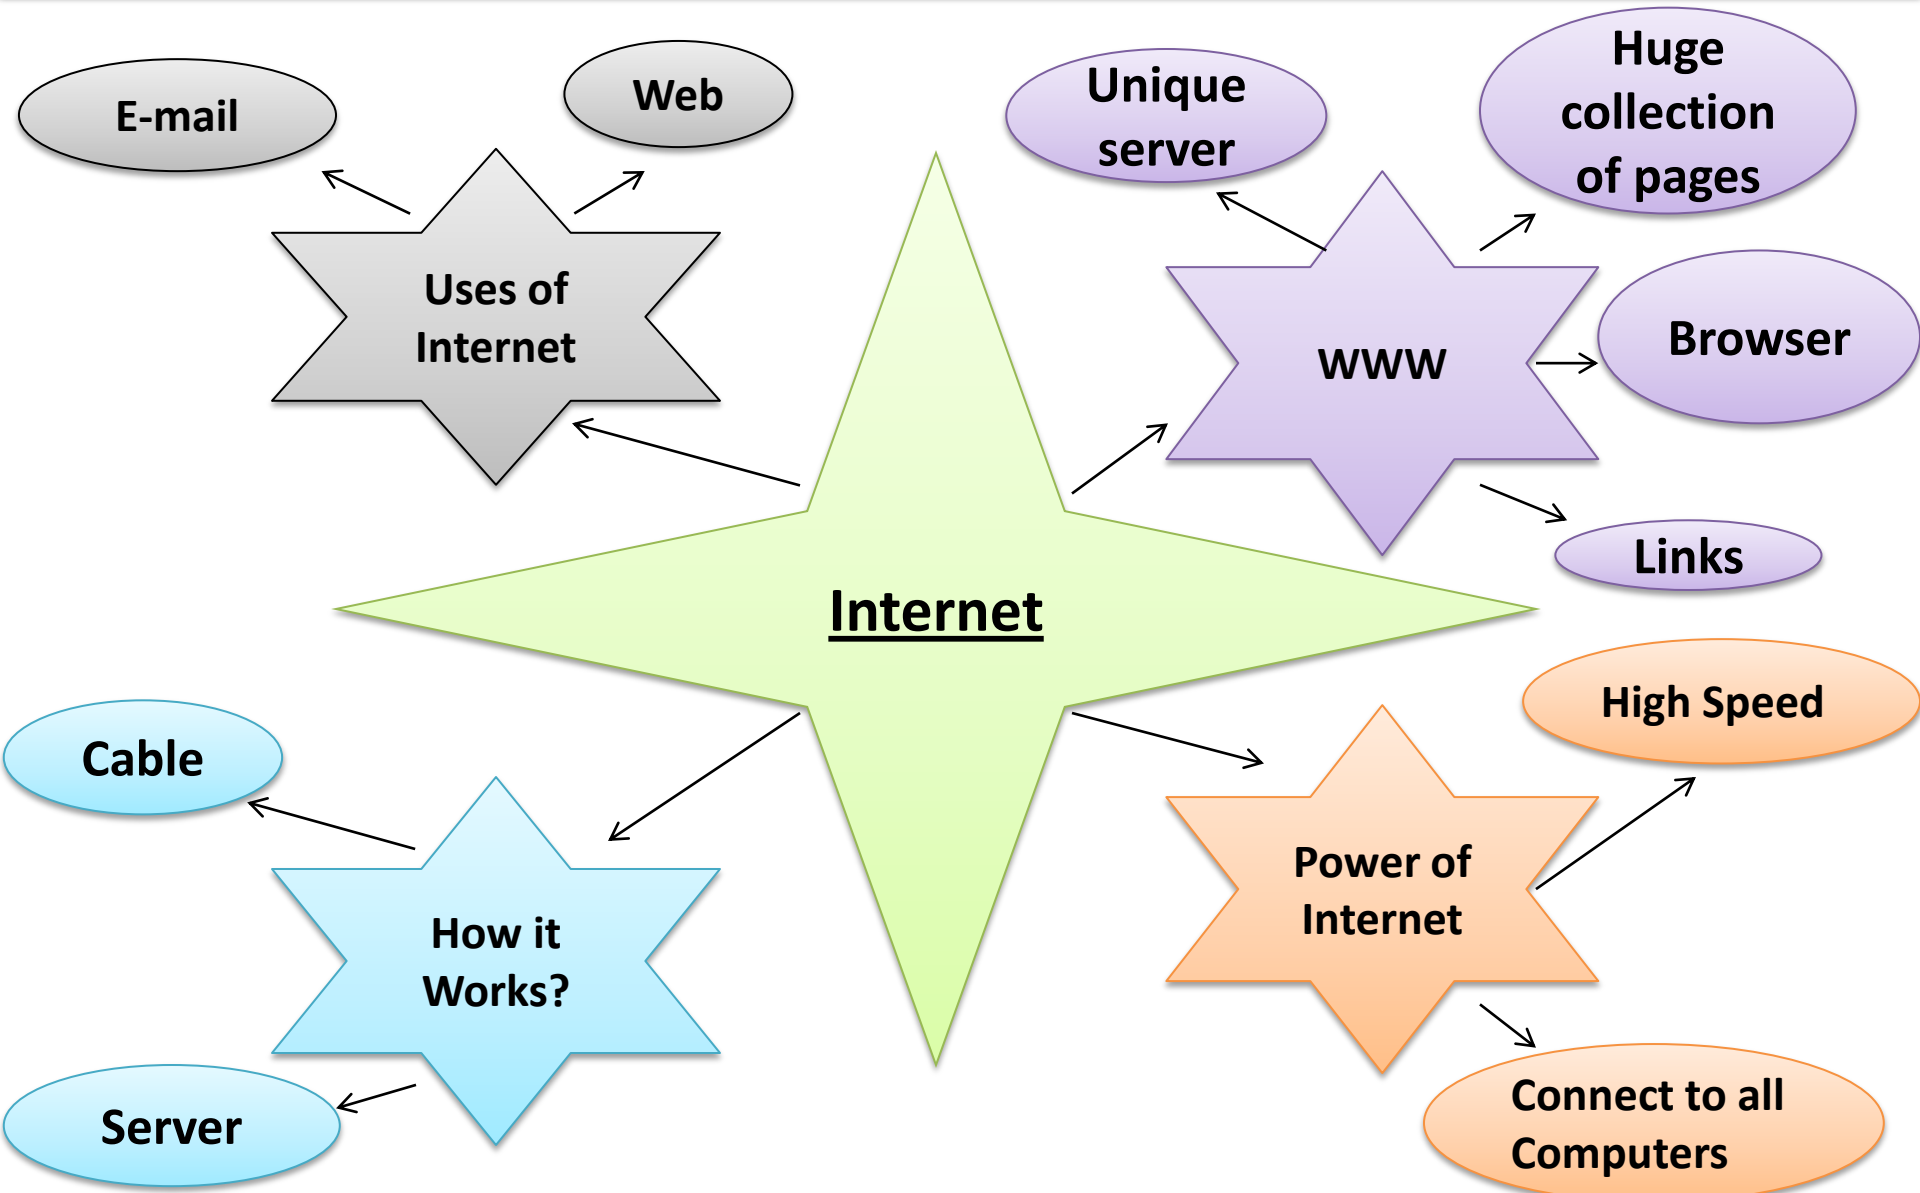 E-mail
Web
Uses of
Internet
Unique
server
Huge
collection
of pages
WWW
Browser
Links
Internet
Cable
How it
Works?
Server
High Speed
Power of
Internet
Connect to all
Computers